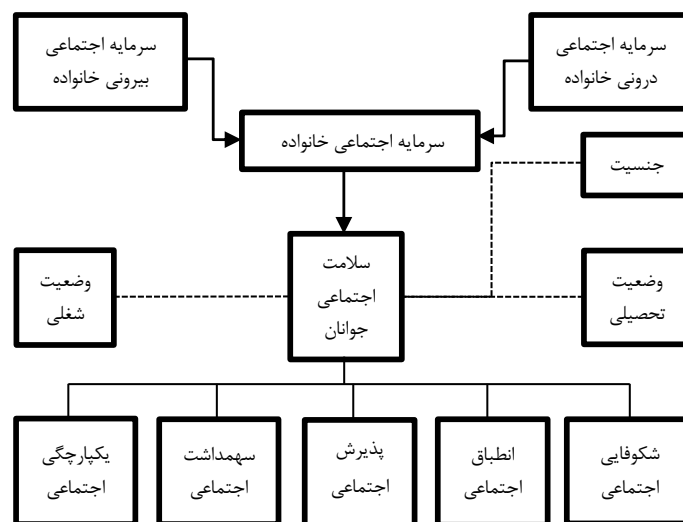 سرمایه اجتماعی
درونی خانواده
سرمایه اجتماعی
بیرونی خانواده
سرمایه اجتماعی خانواده
جنسیت
سلامت
اجتماعی
جوانان
وضعیت
تحصیلی
وضعیت
شغلی
شکوفایی
اجتماعی
انطباق
اجتماعی
پذیرش
اجتماعی
سهمداشت
اجتماعی
یکپارچگی
اجتماعی